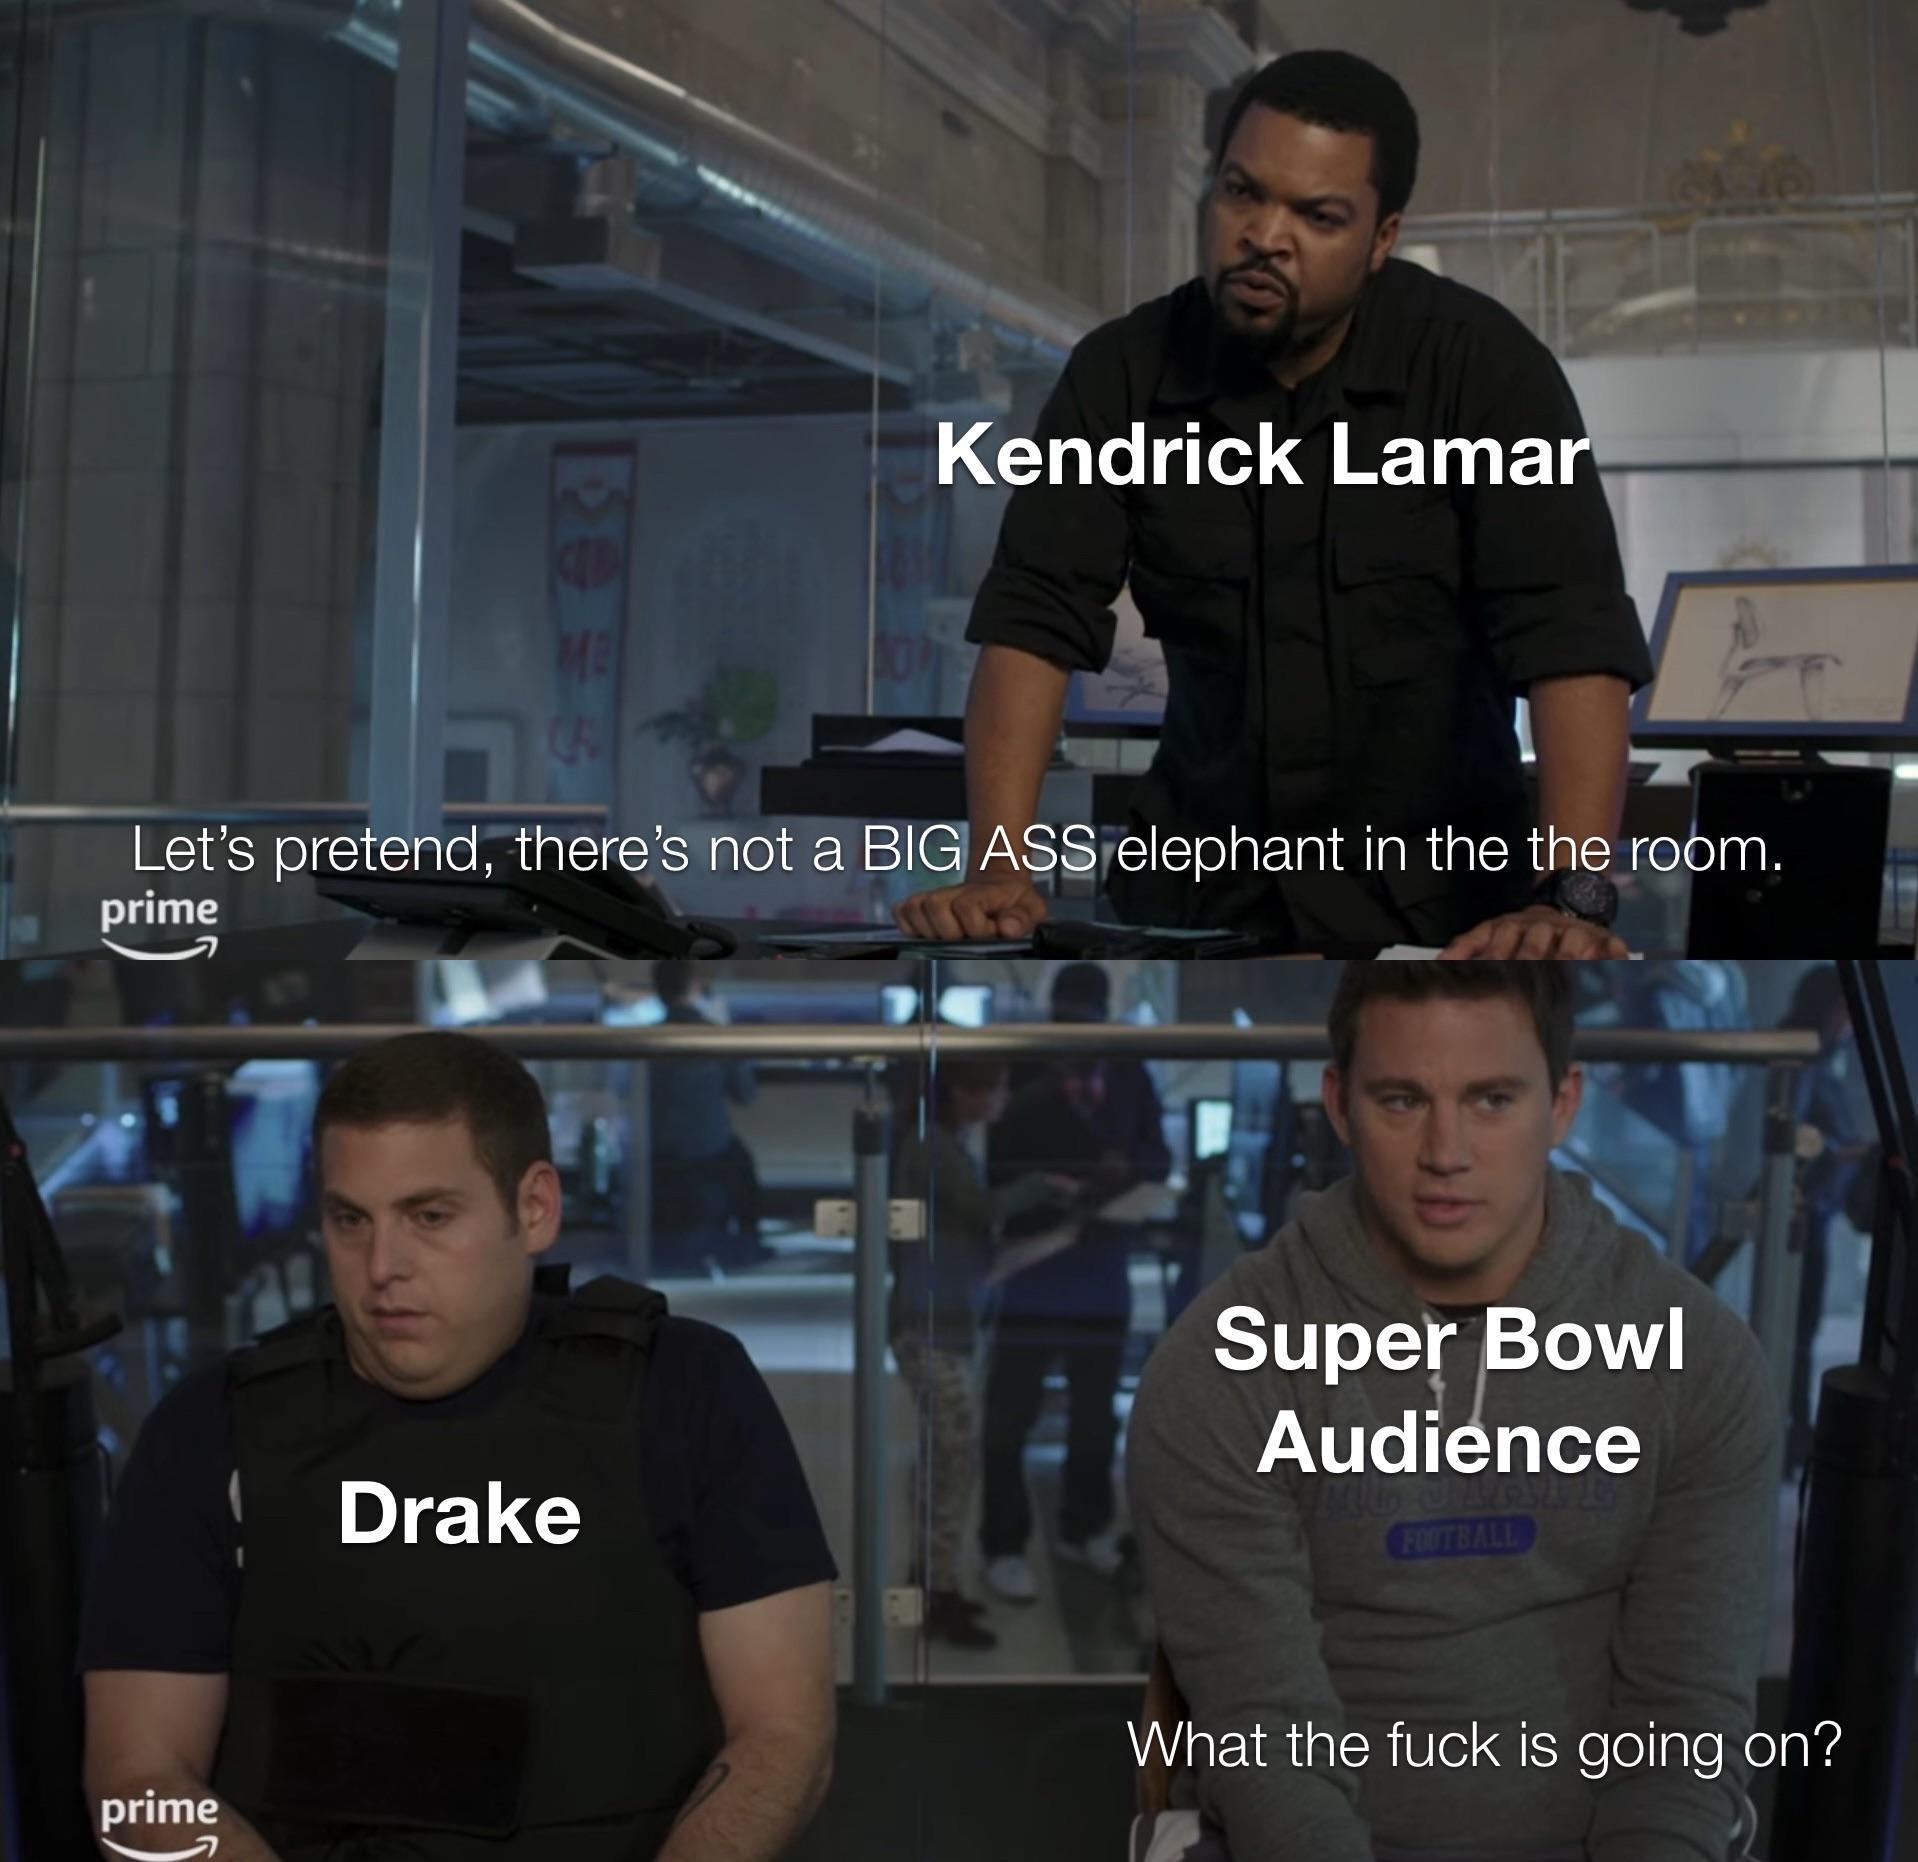 Kendrick Lamar
Let's pretend, there's not a BIG ASS elephant in the the room.
prime
Super Bowl
Audience
Drake
FOOTBALL
What the fuck is going on?
prime